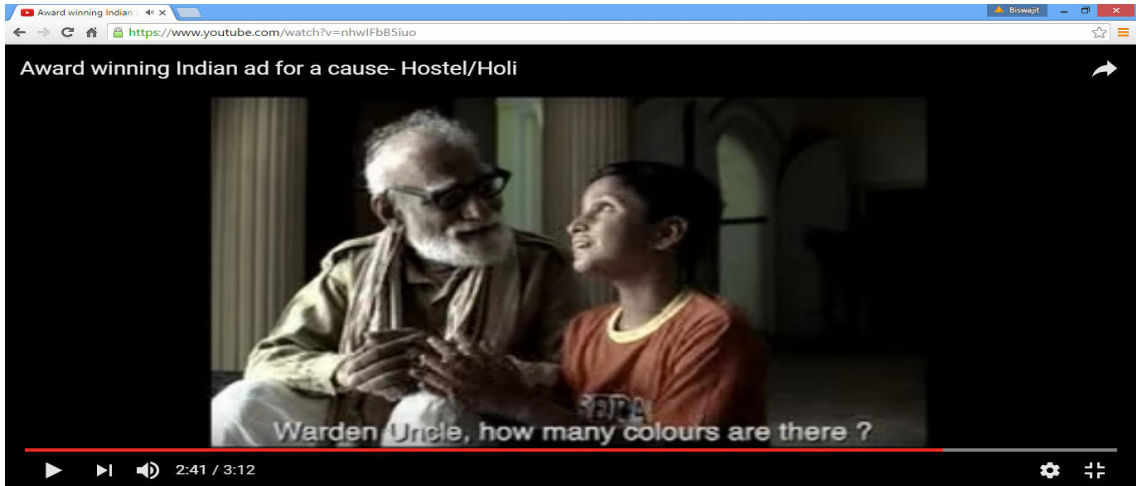 Award winning Indian
Biswajit
https://www.youtube.com/watch?v=nhwIFbB5iuo
Award winning Indian ad for a cause- Hostel/Holi
Warden Uncle, how many colours are there ?
2:41 / 3:12